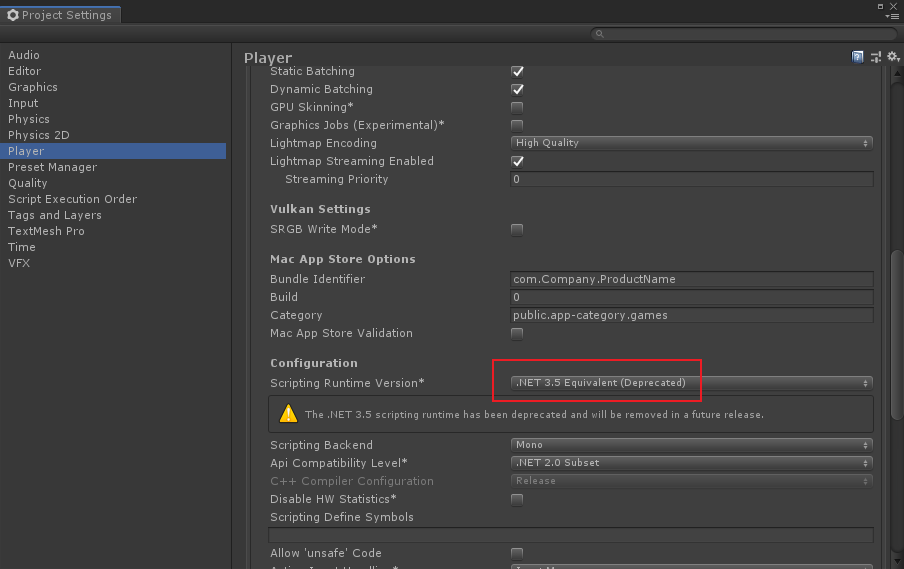 Project Settings
Audio
Editor
Graphics
Input
Physics
Physics 2D
Player
Preset Manager
Quality
Script Execution Order
Tags and Layers
TextMesh Pro
Time
VFX
Player
Static Batching
Dynamic Batching
GPU Skinning*
Graphics Jobs (Experimental)*
Lightmap Encoding High Quality
Lightmap Streaming Enabled
Streaming Priority 0
Vulkan Settings
SRGB Write Mode*
Mac App Store Options
Bundle Identifier com.Company.ProductName
Build 0
Category public.app-category.games
Mac App Store Validation
Configuration
Scripting Runtime Version* .NET 3.5 Equivalent (Deprecated)
The .NET 3.5 scripting runtime has been deprecated and will be removed in a future release.
Scripting Backend Mono
Api Compatibility Level* .NET 2.0 Subset
C++ Compiler Configuration Release
Disable HW Statistics*
Scripting Define Symbols
Allow 'unsafe' Code